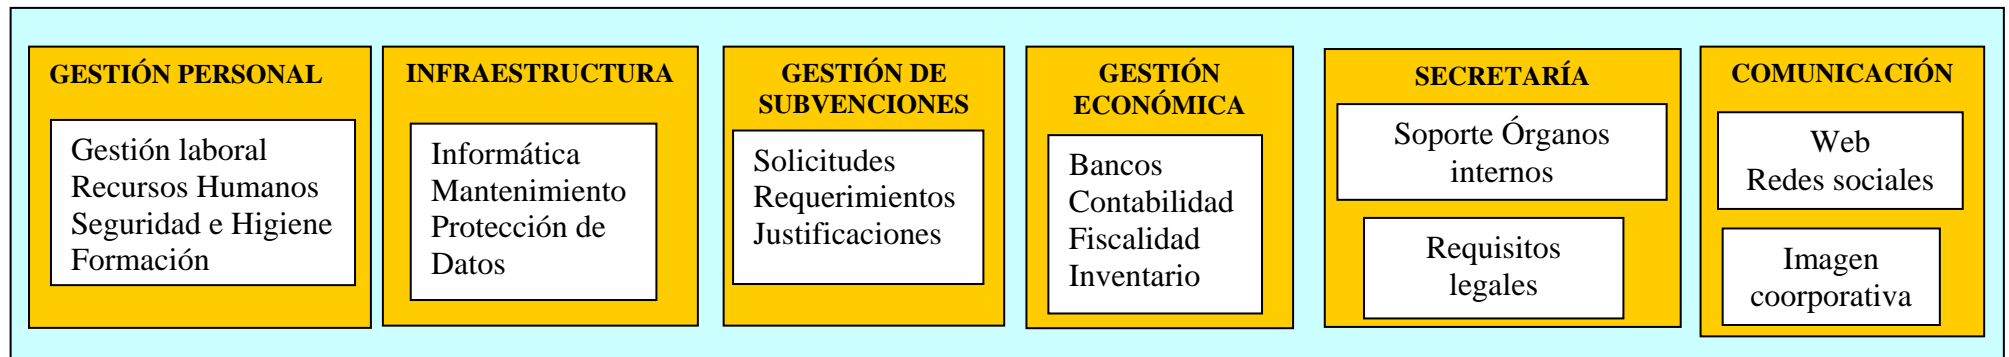 GESTIÓN PERSONAL
Gestión laboral
Recursos Humanos
Seguridad e Higiene
Formación
INFRAESTRUCTURA
Informática
Mantenimiento
Protección de
Datos
GESTIÓN DE
SUBVENCIONES
Solicitudes
Requerimientos
Justificaciones
GESTIÓN
ECONÓMICA
Bancos
Contabilidad
Fiscalidad
Inventario
SECRETARÍA
Soporte Órganos
internos
Requisitos
legales
COMUNICACIÓN
Web
Redes sociales
Imagen
coorporativa